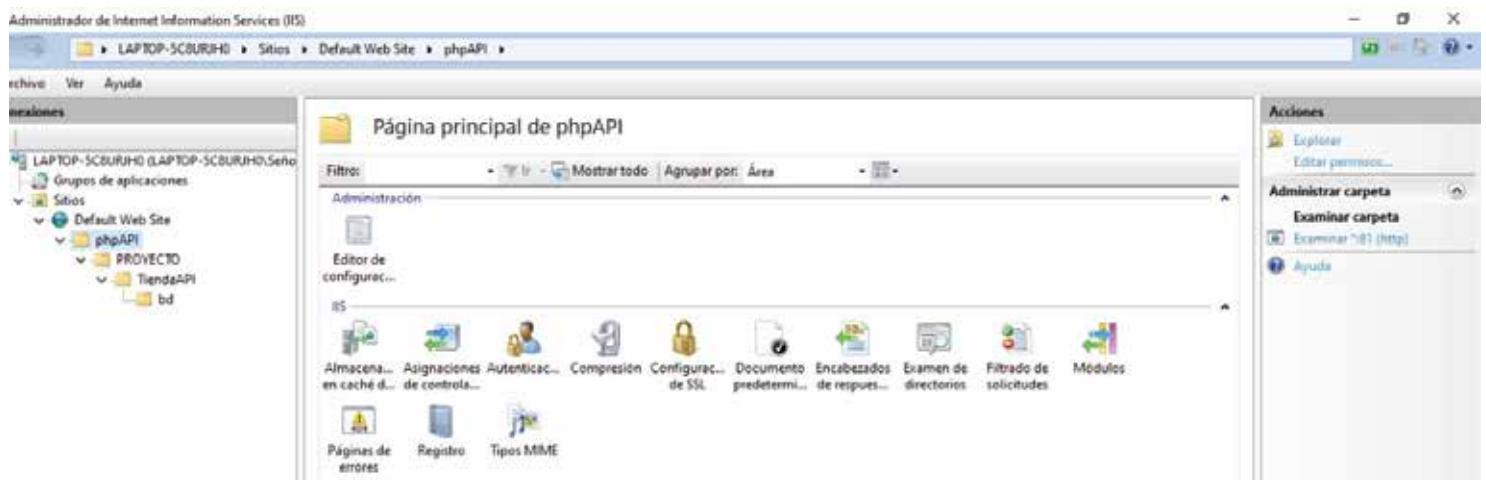 Administrador de Internet Information Services (IIS)
LAPTOP-5C8URJH0 Sitios Default Web Site phpAPI
rchivo Ver Ayuda
nexiones
LAPTOP-5C8URJH0 (LAPTOP-5C8URJH0\Seño
Grupos de aplicaciones
Sitios
Default Web Site
phpAPI
PROYECTO
TiendaAPI
bd
Página principal de phpAPI
Filtro: Ir Mostrar todo Agrupar por: Área
Administración
Editor de
configurac...
IIS
Almacena... Asignaciones Autenticac... Compresión Configurac... Documento Encabezados Examen de Filtrado de Módulos
en caché d... de controla... de SSL predetermi... de respues... directorios solicitudes
Páginas de Registro Tipos MIME
errores
Acciones
Explorar
Editar permisos...
Administrar carpeta
Examinar carpeta
Examinar *:81 (http)
Ayuda